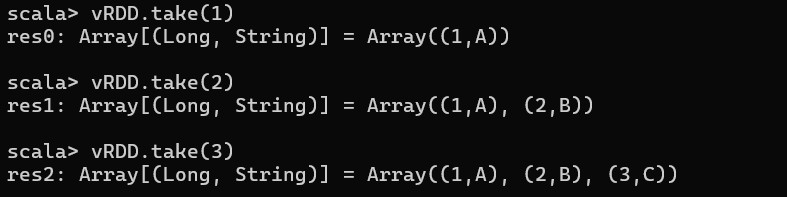 scala> vRDD.take(1)
res0: Array[(Long, String)] = Array((1,A))
scala> vRDD.take(2)
res1: Array[(Long, String)] = Array((1,A), (2,B))
scala> vRDD.take(3)
res2: Array[(Long, String)] = Array((1,A), (2,B), (3,C))